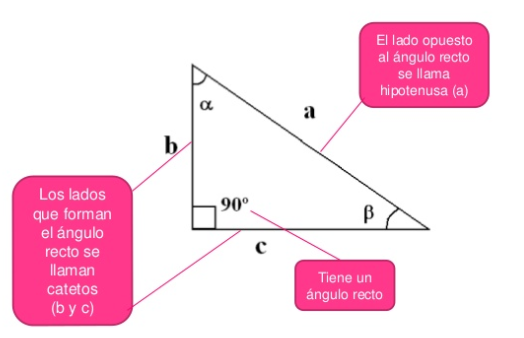 El lado opuesto
al ángulo recto
se llama
hipotenusa (a)
α
a
b
Los lados
que forman
el ángulo
recto se
llaman
catetos
(b y c)
90º
β
c
Tiene un
ángulo recto